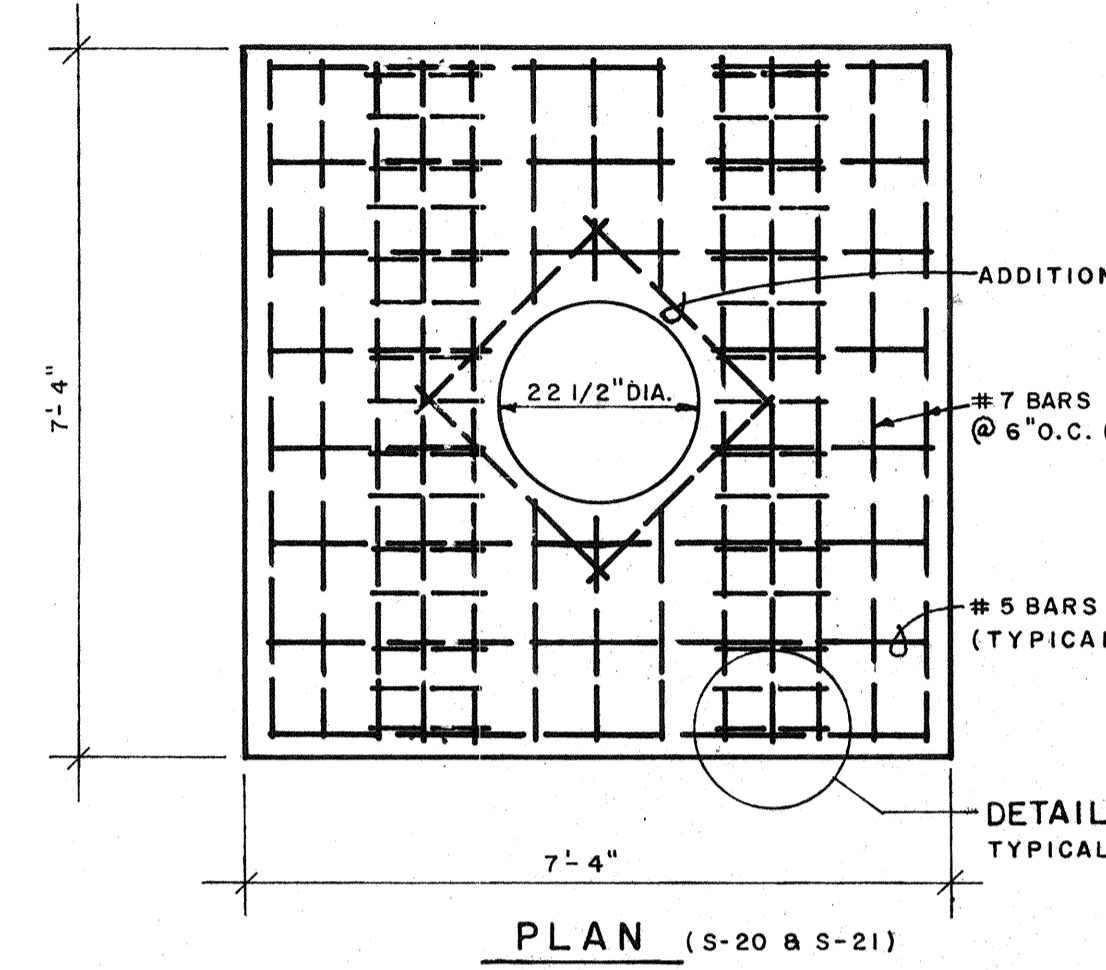 ADDITION
7'-4"
22 1/2" DIA.
# 7 BARS
@ 6" O.C. (
# 5 BARS
(TYPICAL
DETAIL
TYPICAL
7'-4"
PLAN (S-20 & S-21)